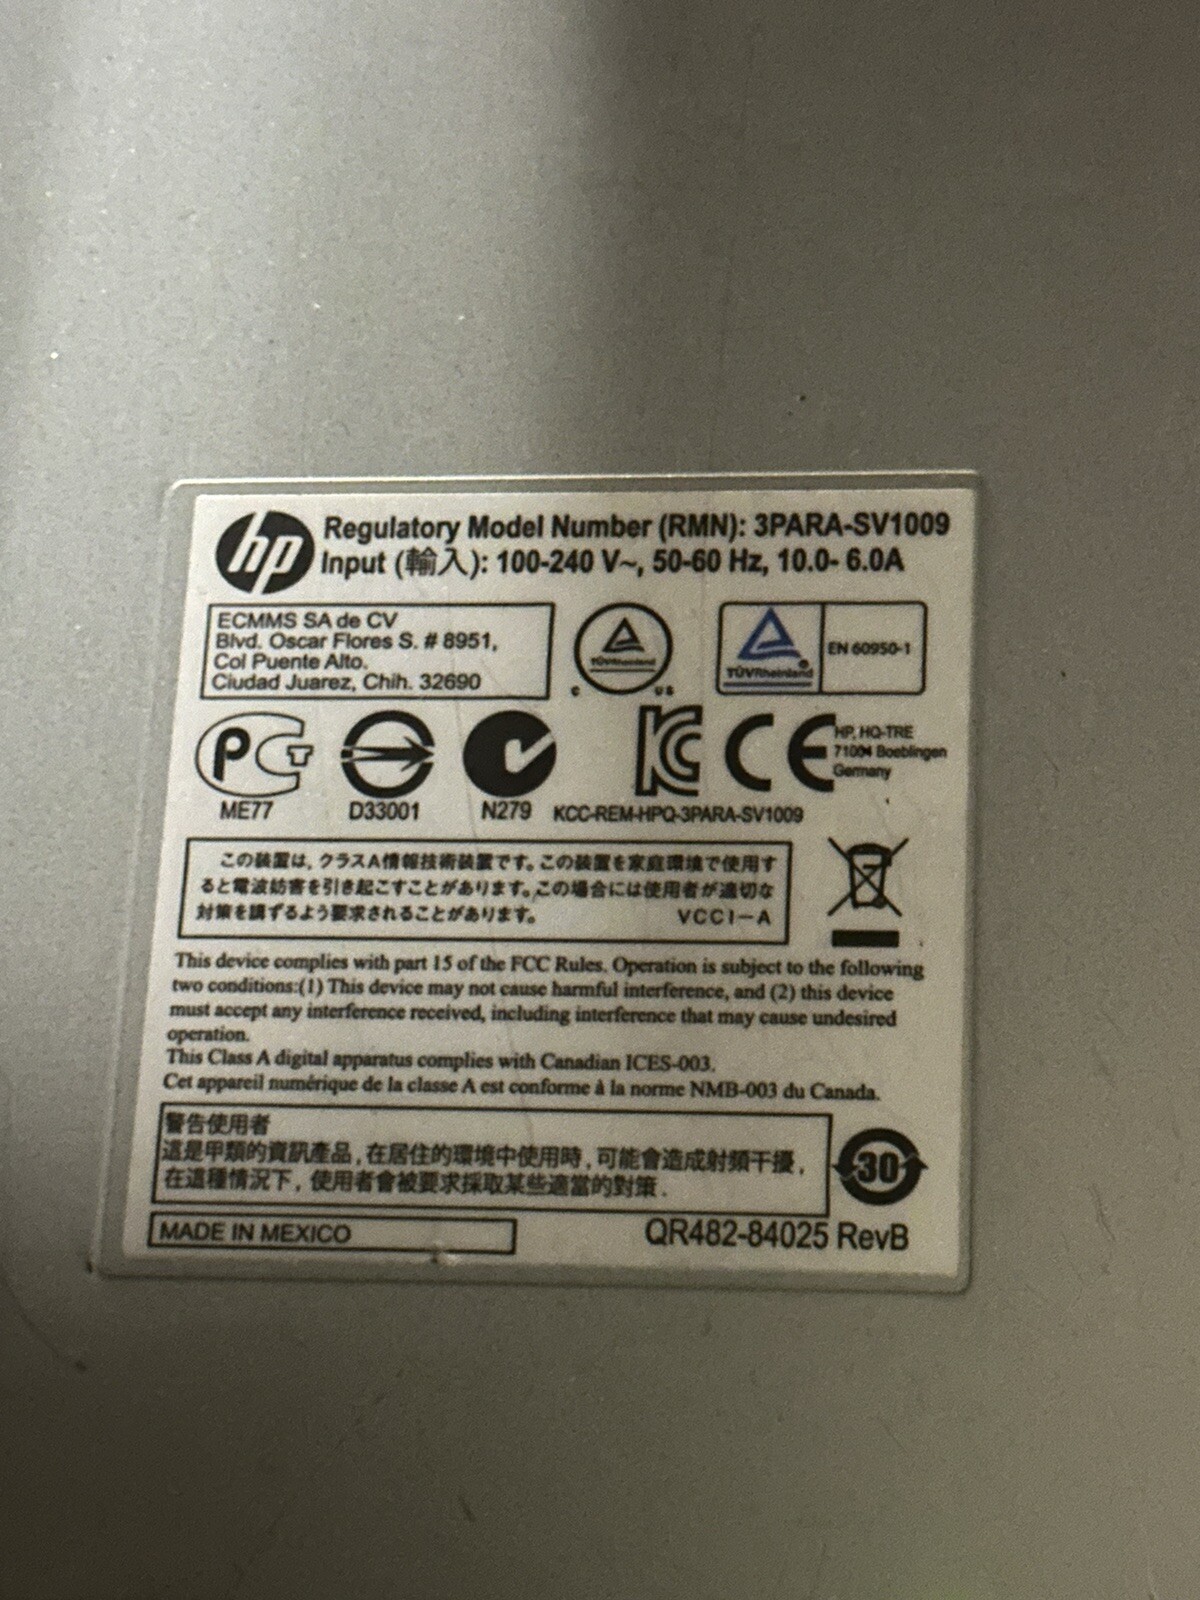 hp
Regulatory Model Number (RMN): 3PARA-SV1009
Input (輸入): 100-240 V~, 50-60 Hz, 10.0- 6.0A
ECMMS SA de CV
Blvd. Oscar Flores S. # 8951,
Col Puente Alto.
Ciudad Juarez, Chih. 32690
TÜVRheinland
C US
TÜVRheinland
EN 60950-1
PCT
ME77
D33001
N279
KCC-REM-HPQ-3PARA-SV1009
CE
HP, HQ-TRE
71004 Boeblingen
Germany
この装置は、クラスA情報技術装置です。この装置を家庭環境で使用す
ると電波妨害を引き起こすことがあります。この場合には使用者が適切な
対策を講ずるよう要求されることがあります。 VCCI-A
This device complies with part 15 of the FCC Rules. Operation is subject to the following
two conditions:(1) This device may not cause harmful interference, and (2) this device
must accept any interference received, including interference that may cause undesired
operation.
This Class A digital apparatus complies with Canadian ICES-003.
Cet appareil numérique de la classe A est conforme à la norme NMB-003 du Canada.
警告使用者
這是甲類的資訊產品，在居住的環境中使用時，可能會造成射頻干擾，
在這種情況下，使用者會被要求採取某些適當的對策.
30
MADE IN MEXICO
QR482-84025 RevB